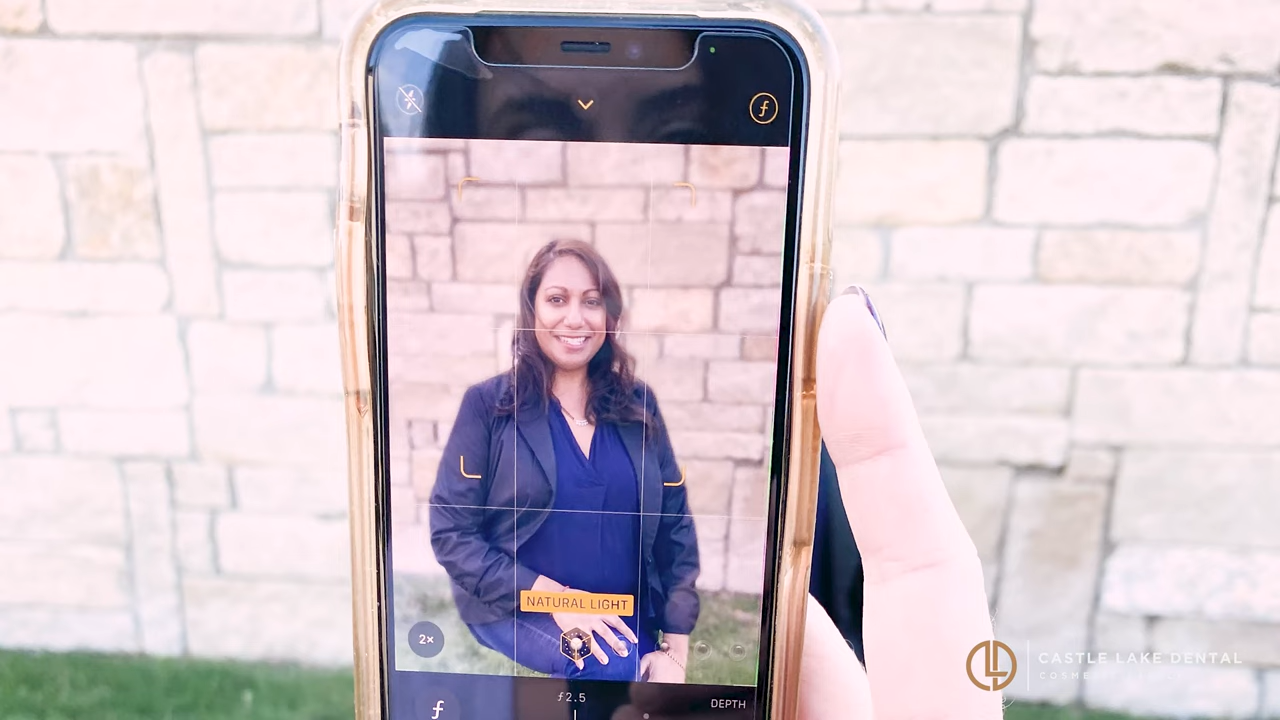 f
NATURAL LIGHT
2×
f2.5
f
DEPTH
CASTLE LAKE DENTAL